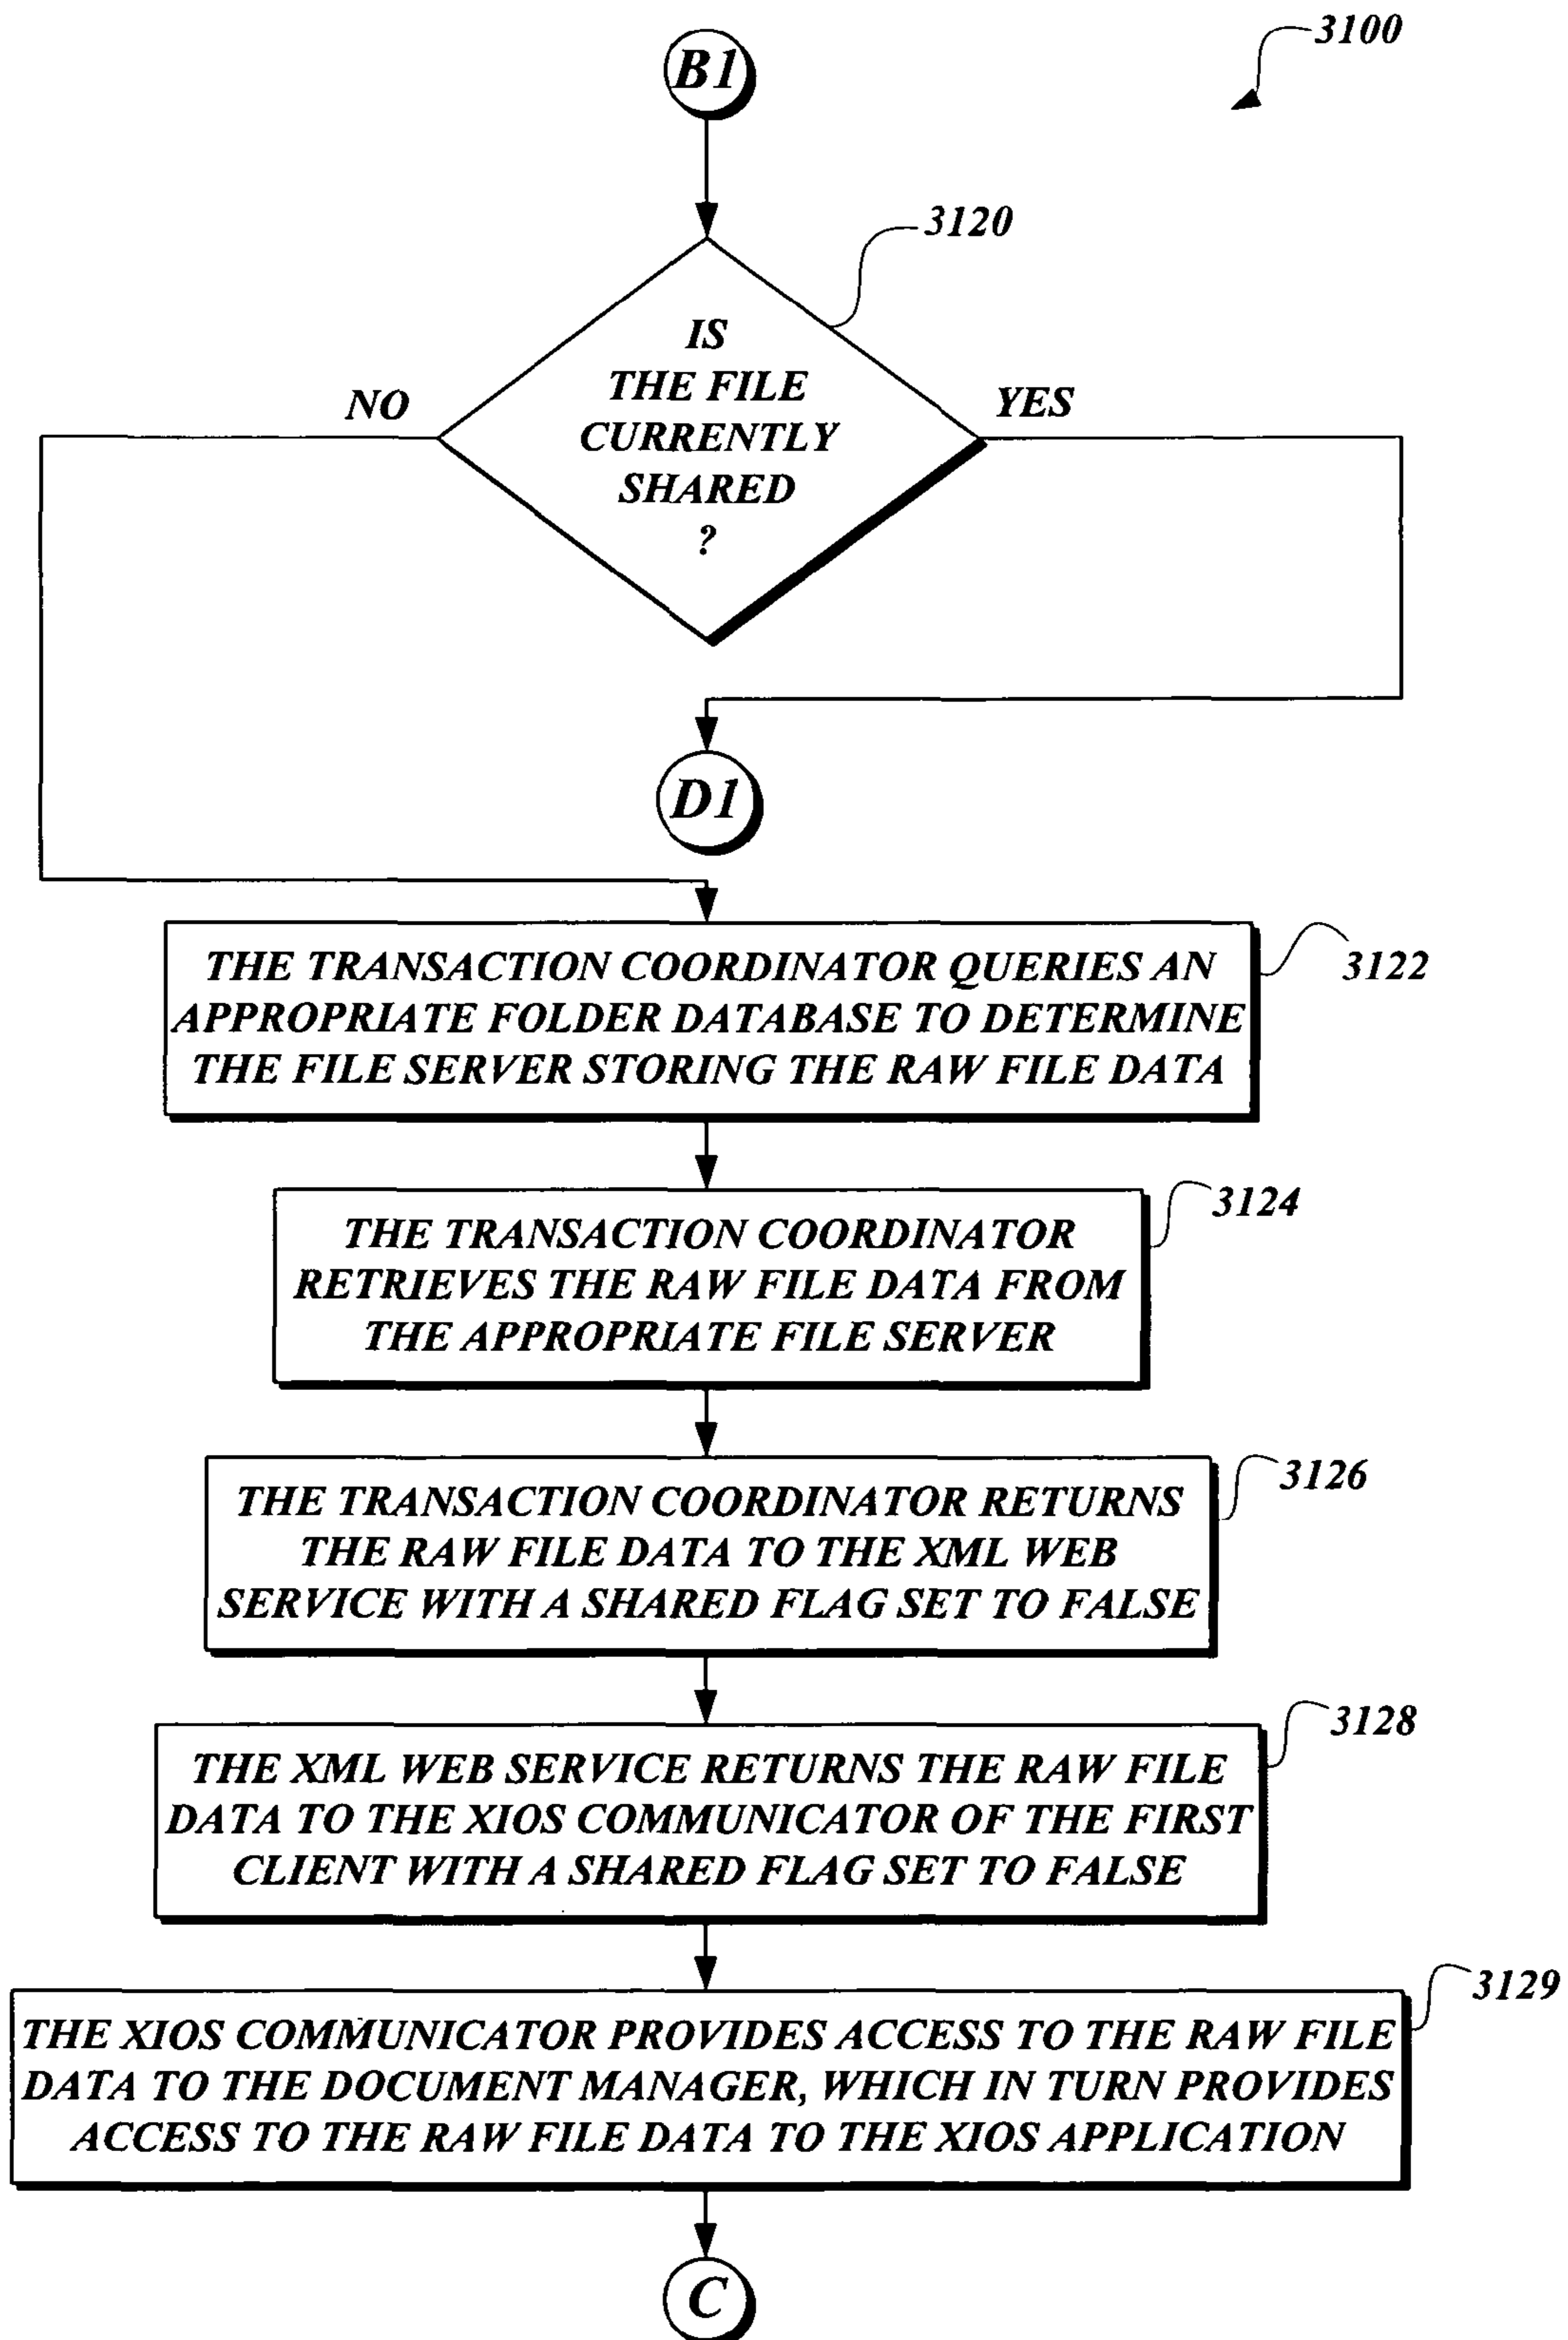 3100
B1
3120
IS
THE FILE
CURRENTLY
SHARED
?
NO
YES
D1
3122
THE TRANSACTION COORDINATOR QUERIES AN
APPROPRIATE FOLDER DATABASE TO DETERMINE
THE FILE SERVER STORING THE RAW FILE DATA
3124
THE TRANSACTION COORDINATOR
RETRIEVES THE RAW FILE DATA FROM
THE APPROPRIATE FILE SERVER
3126
THE TRANSACTION COORDINATOR RETURNS
THE RAW FILE DATA TO THE XML WEB
SERVICE WITH A SHARED FLAG SET TO FALSE
3128
THE XML WEB SERVICE RETURNS THE RAW FILE
DATA TO THE XIOS COMMUNICATOR OF THE FIRST
CLIENT WITH A SHARED FLAG SET TO FALSE
3129
THE XIOS COMMUNICATOR PROVIDES ACCESS TO THE RAW FILE
DATA TO THE DOCUMENT MANAGER, WHICH IN TURN PROVIDES
ACCESS TO THE RAW FILE DATA TO THE XIOS APPLICATION
C